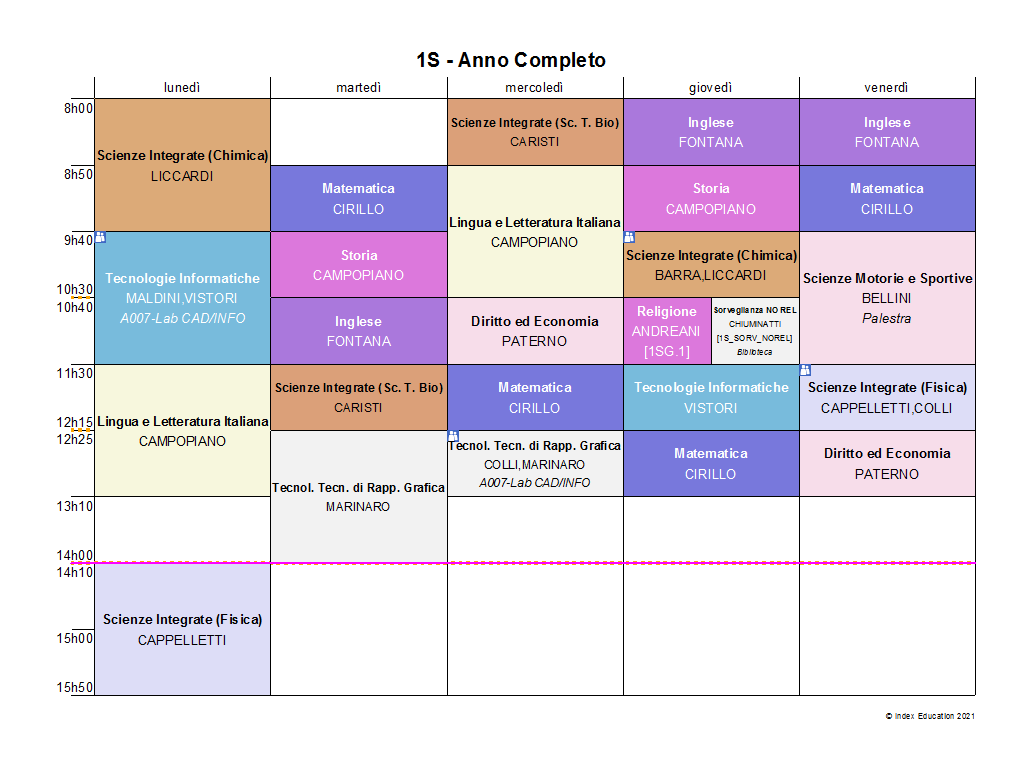 1S - Anno Completo
lunedì
martedì
mercoledì
giovedì
venerdì
8h00
8h50
9h40
10h30
10h40
11h30
12h15
12h25
13h10
14h00
14h10
15h00
15h50
Scienze Integrate (Chimica)
LICCARDI
Tecnologie Informatiche
MALDINI,VISTORI
A007-Lab CAD/INFO
Lingua e Letteratura Italiana
CAMPOPIANO
Scienze Integrate (Fisica)
CAPPELLETTI
Matematica
CIRILLO
Storia
CAMPOPIANO
Inglese
FONTANA
Scienze Integrate (Sc. T. Bio)
CARISTI
Tecnol. Tecn. di Rapp. Grafica
MARINARO
Scienze Integrate (Sc. T. Bio)
CARISTI
Lingua e Letteratura Italiana
CAMPOPIANO
Diritto ed Economia
PATERNO
Matematica
CIRILLO
Tecnol. Tecn. di Rapp. Grafica
COLLI,MARINARO
A007-Lab CAD/INFO
Inglese
FONTANA
Storia
CAMPOPIANO
Scienze Integrate (Chimica)
BARRA,LICCARDI
Religione
ANDREANI
[1SG.1]
Sorveglianza NO REL
CHIUMINATTI
[1S_SORV_NOREL]
Biblioteca
Tecnologie Informatiche
VISTORI
Matematica
CIRILLO
Inglese
FONTANA
Matematica
CIRILLO
Scienze Motorie e Sportive
BELLINI
Palestra
Scienze Integrate (Fisica)
CAPPELLETTI,COLLI
Diritto ed Economia
PATERNO
© Index Education 2021